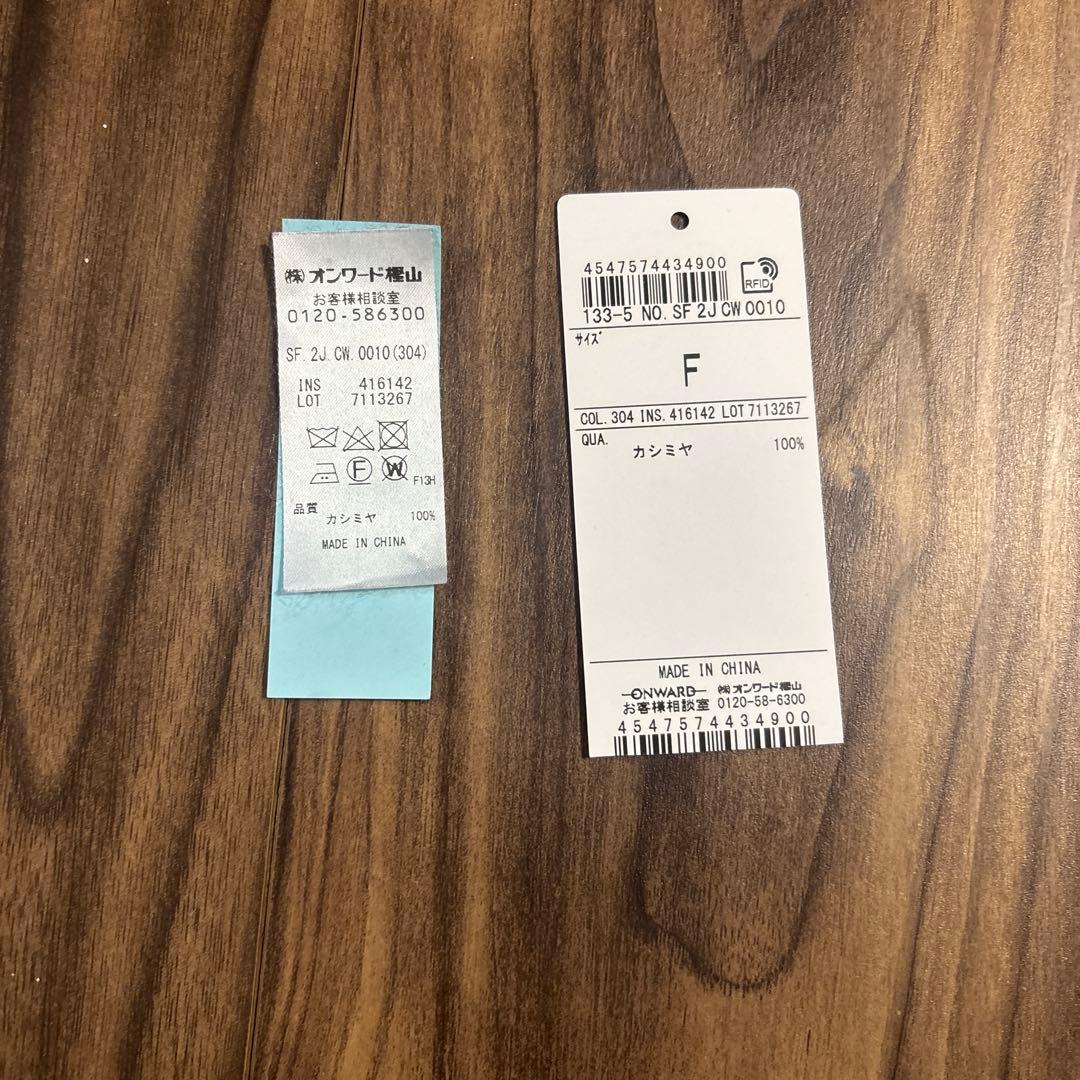 ㈱オンワード樫山
お客様相談室
0120-586300
SF. 2J. CW. 0010(304)
INS 416142
LOT 7113267
F W F13H
品質
カシミヤ 100%
MADE IN CHINA
4547574434900
RFID
133-5 NO. SF 2J CW 0010
サイズ
F
COL. 304 INS. 416142 LOT 7113267
QUA.
カシミヤ 100%
MADE IN CHINA
ONWARD ㈱オンワード樫山
お客様相談室 0120-58-6300
4547574434900